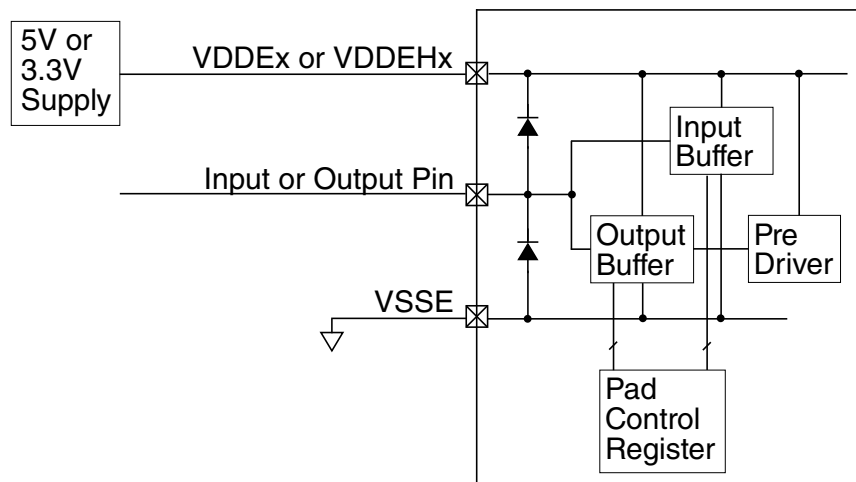 5V or
3.3V
Supply
VDDEx or VDDEHx
Input
Buffer
Input or Output Pin
Output
Buffer
Pre
Driver
VSSE
Pad
Control
Register